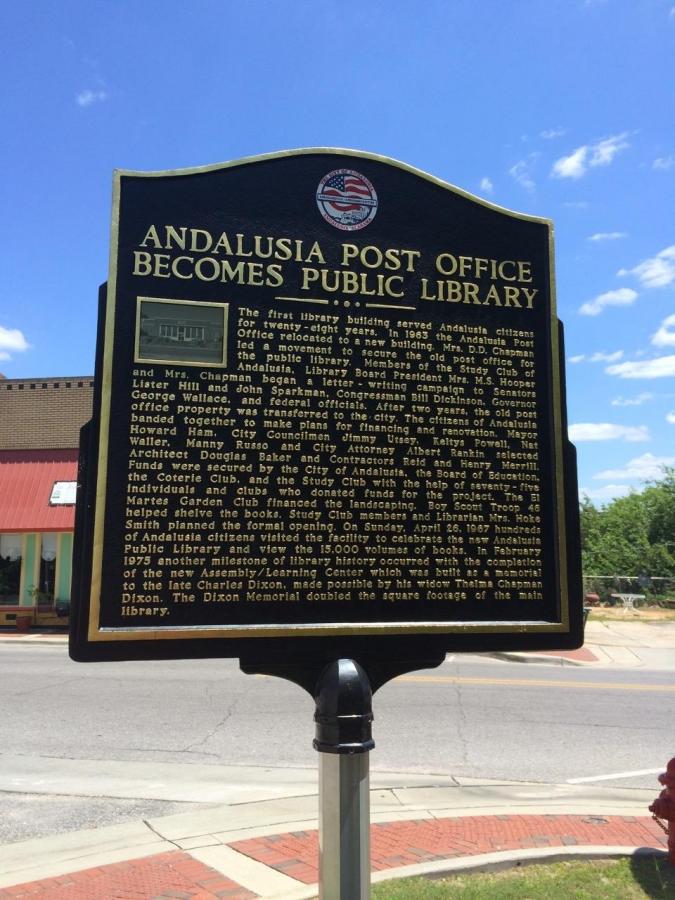 ANDALUSIA POST OFFICE
BECOMES PUBLIC LIBRARY
The first library building served Andalusia citizens
for twenty-eight years. In 1963 the Andalusia Post
Office relocated to a new building. Mrs. D.D. Chapman
led a movement to secure the old post office for
the public library. Members of the Study Club of
Andalusia, Library Board President Mrs. M.S. Hooper
and Mrs. Chapman began a letter-writing campaign to Senators
Lister Hill and John Sparkman, Congressman Bill Dickinson, Governor
George Wallace, and federal officials. After two years, the old post
office property was transferred to the city. The citizens of Andalusia
banded together to make plans for financing and renovation. Mayor
Howard Ham, City Councilmen Jimmy Utsey, Keltys Powell, Nat
Waller, Manny Russo and City Attorney Albert Rankin selected
Architect Douglas Baker and Contractors Reid and Henry Merrill.
Funds were secured by the City of Andalusia, the Board of Education,
the Coterie Club, and the Study Club with the help of seventy-five
individuals and clubs who donated funds for the project. The El
Martes Garden Club financed the landscaping. Boy Scout Troop 46
helped shelve the books. Study Club members and Librarian Mrs. Hoke
Smith planned the formal opening. On Sunday, April 26, 1967 hundreds
of Andalusia citizens visited the facility to celebrate the new Andalusia
Public Library and view the 15,000 volumes of books. In February
1975 another milestone of library history occurred with the completion
of the new Assembly/Learning Center which was built as a memorial
to the late Charles Dixon, made possible by his widow Thelma Chapman
Dixon. The Dixon Memorial doubled the square footage of the main
library.